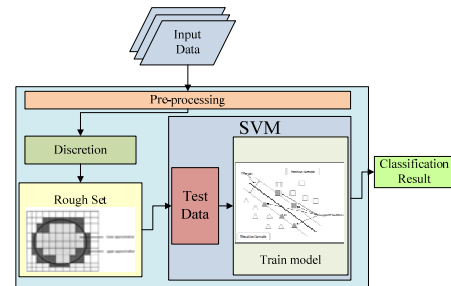 Input
Data
Pre-processing
Discretion
SVM
Rough Set
Test
Data
Train model
Classification
Result